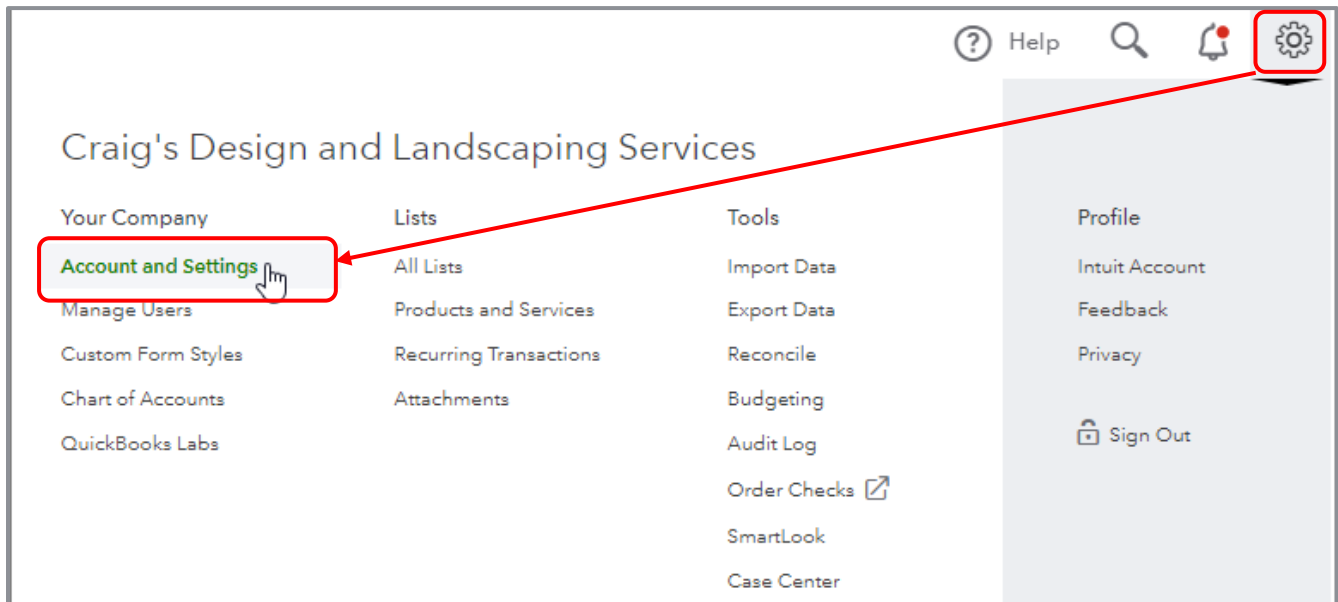 Help
Craig's Design and Landscaping Services
Your Company
Account and Settings
Manage Users
Custom Form Styles
Chart of Accounts
QuickBooks Labs
Lists
All Lists
Products and Services
Recurring Transactions
Attachments
Tools
Import Data
Export Data
Reconcile
Budgeting
Audit Log
Order Checks
SmartLook
Case Center
Profile
Intuit Account
Feedback
Privacy
Sign Out